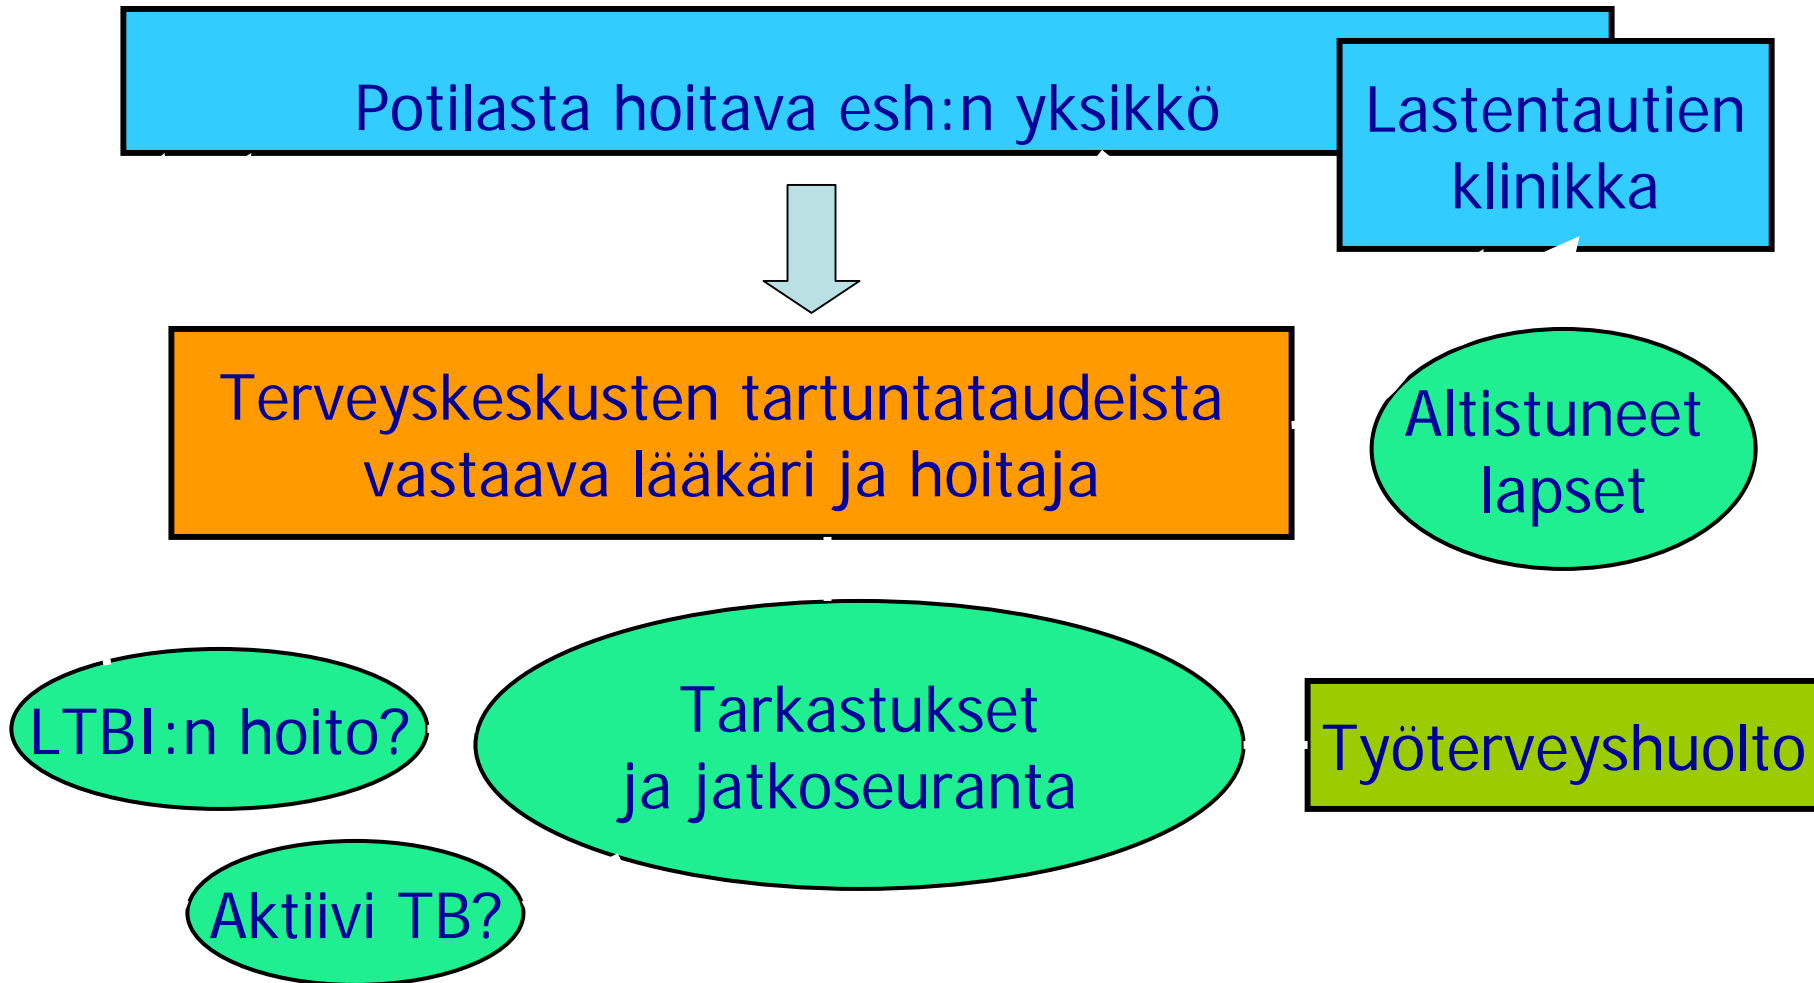 Potilasta hoitava esh:n yksikkö
Lastentautien
klinikka
Terveyskeskusten tartuntataudeista
vastaava lääkäri ja hoitaja
Altistuneet
lapset
LTBI:n hoito?
Tarkastukset
ja jatkoseuranta
Työterveyshuolto
Aktiivi TB?